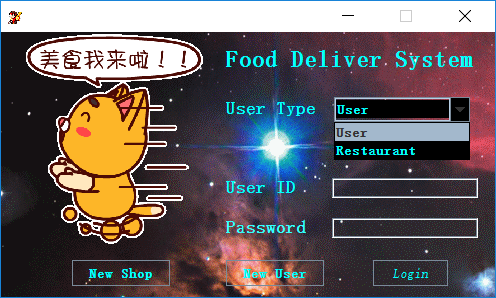 美食我来啦！！
Food Deliver System
User Type
User
User
Restaurant
User ID
Password
New Shop
New User
Login